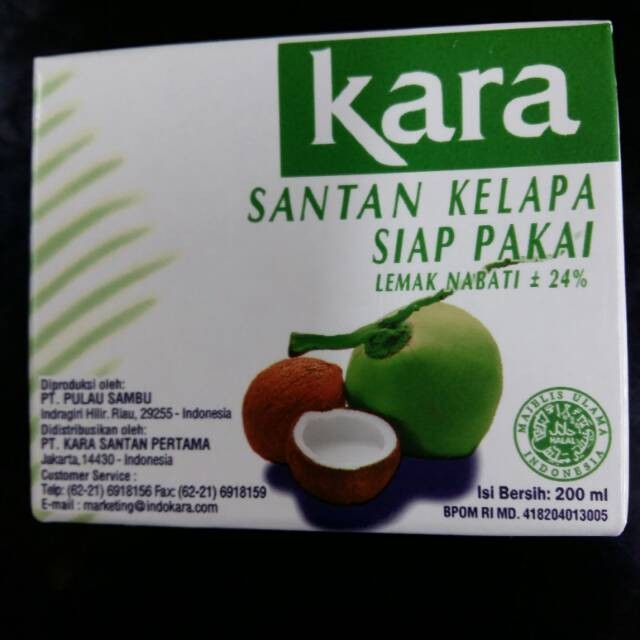 kara
SANTAN KELAPA
SIAP PAKAI
LEMAK NABATI ± 24%
Diproduksi oleh:
PT. PULAU SAMBU
Indragiri Hilir. Riau, 29255 - Indonesia
Didistribusikan oleh:
PT. KARA SANTAN PERTAMA
Jakarta, 14430 - Indonesia
Customer Service :
Telp: (62-21) 6918156 Fax: (62-21) 6918159
E-mail : marketing@indokara.com
MAJELIS ULAMA
HALAL
INDONESIA
Isi Bersih: 200 ml
BPOM RI MD. 418204013005